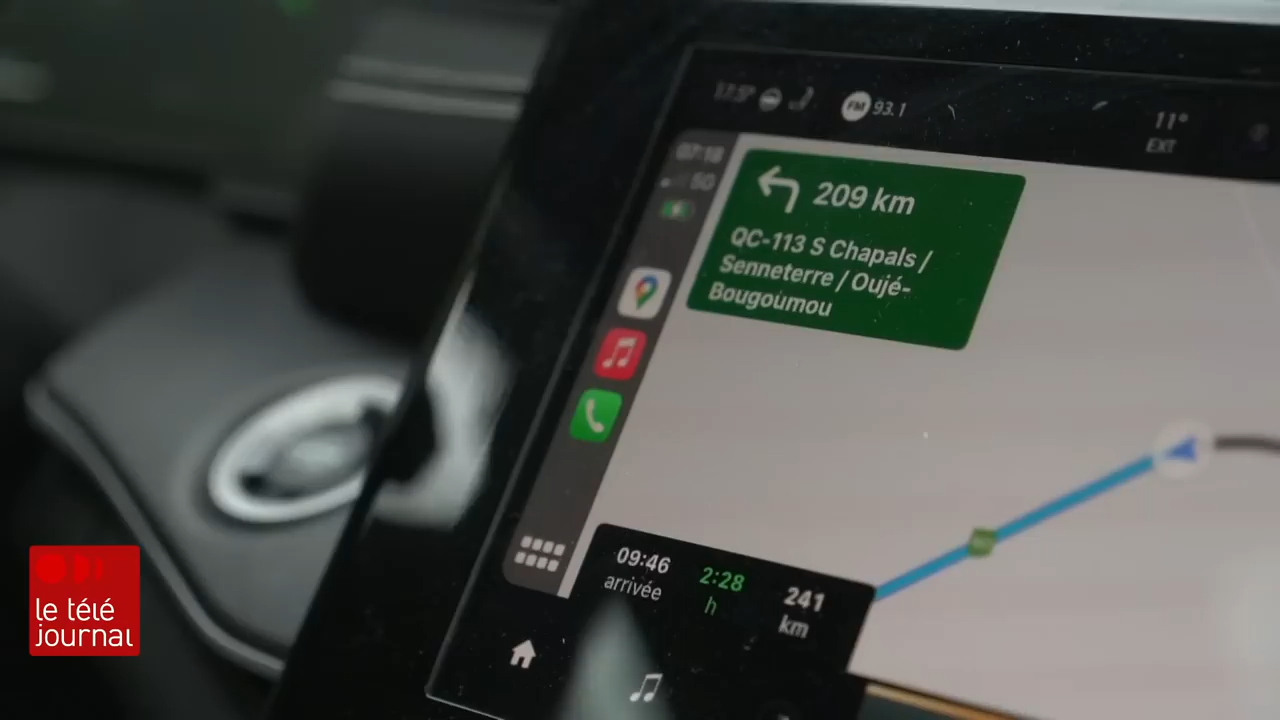 FM 93.1
11°
EXT
07:18
5G
209 km
QC-113 S Chapais /
Senneterre / Oujé-
Bougoumou
09:46
arrivée
2:28
h
241
km
le télé
journal